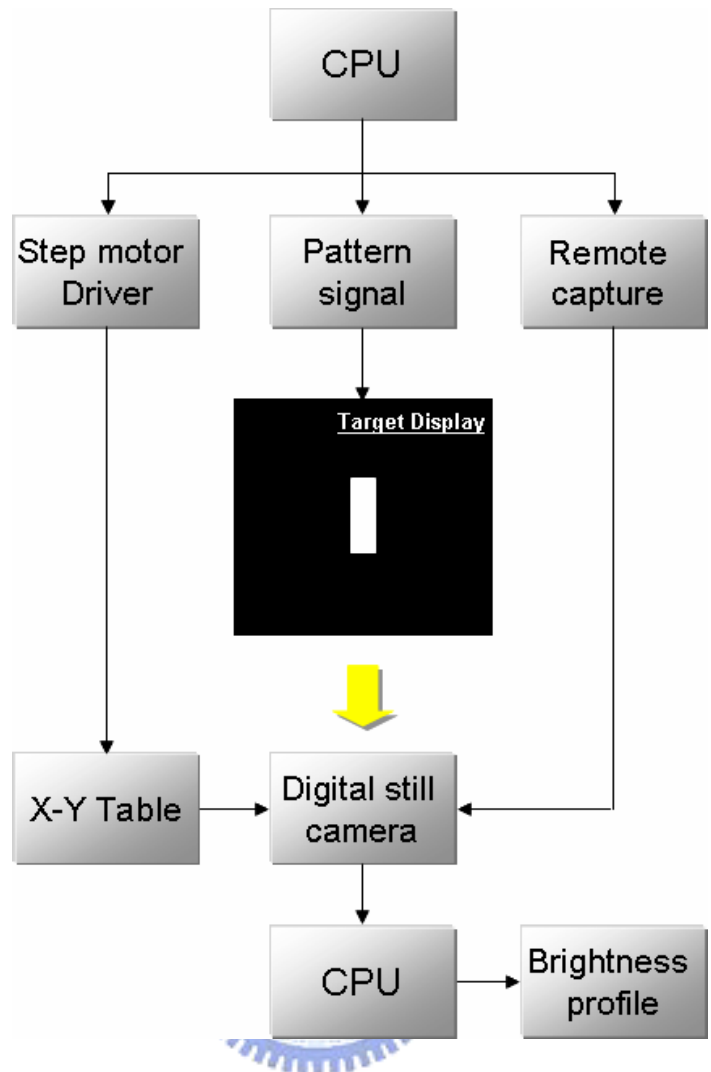 CPU
Step motor
Driver
Pattern
signal
Remote
capture
Target Display
X-Y Table
Digital still
camera
CPU
Brightness
profile